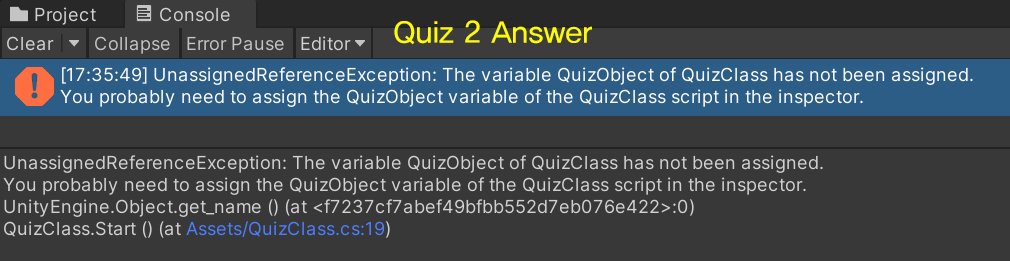 Project Console
Quiz 2 Answer
Clear Collapse Error Pause Editor
[17:35:49] UnassignedReferenceException: The variable QuizObject of QuizClass has not been assigned.
You probably need to assign the QuizObject variable of the QuizClass script in the inspector.
UnassignedReferenceException: The variable QuizObject of QuizClass has not been assigned.
You probably need to assign the QuizObject variable of the QuizClass script in the inspector.
UnityEngine.Object.get_name () (at <f7237cf7abef49bfbb552d7eb076e422>:0)
QuizClass.Start () (at Assets/QuizClass.cs:19)